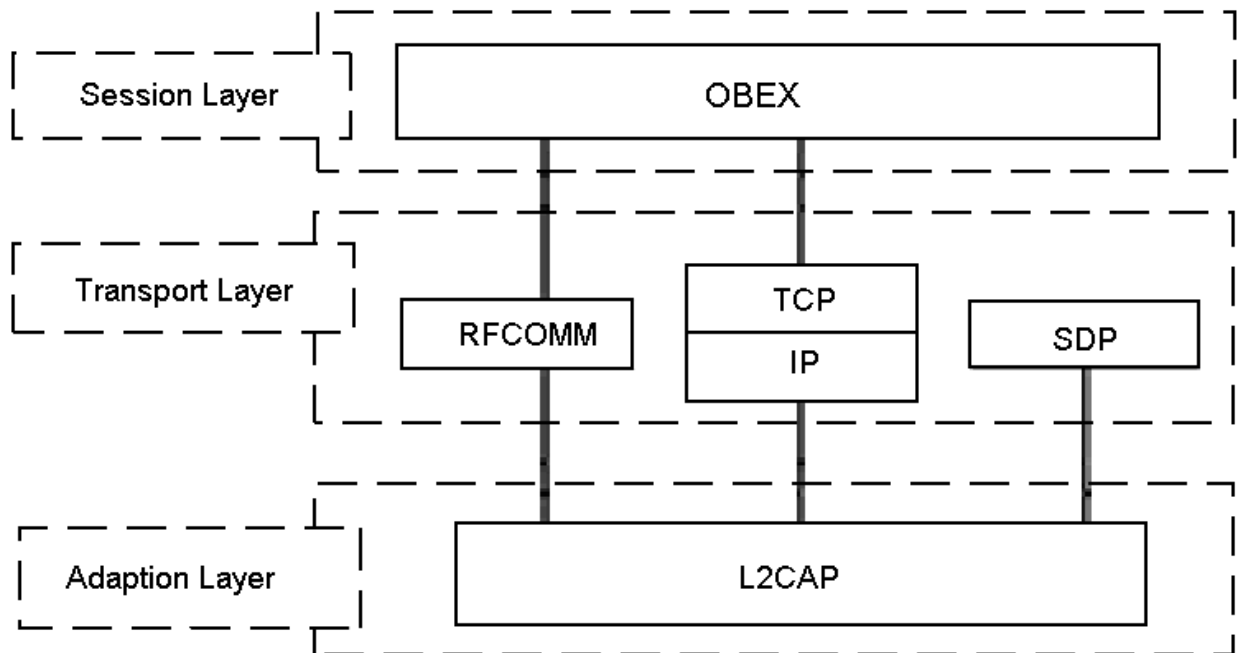 Session Layer
OBEX
Transport Layer
RFCOMM
TCP
IP
SDP
Adaption Layer
L2CAP